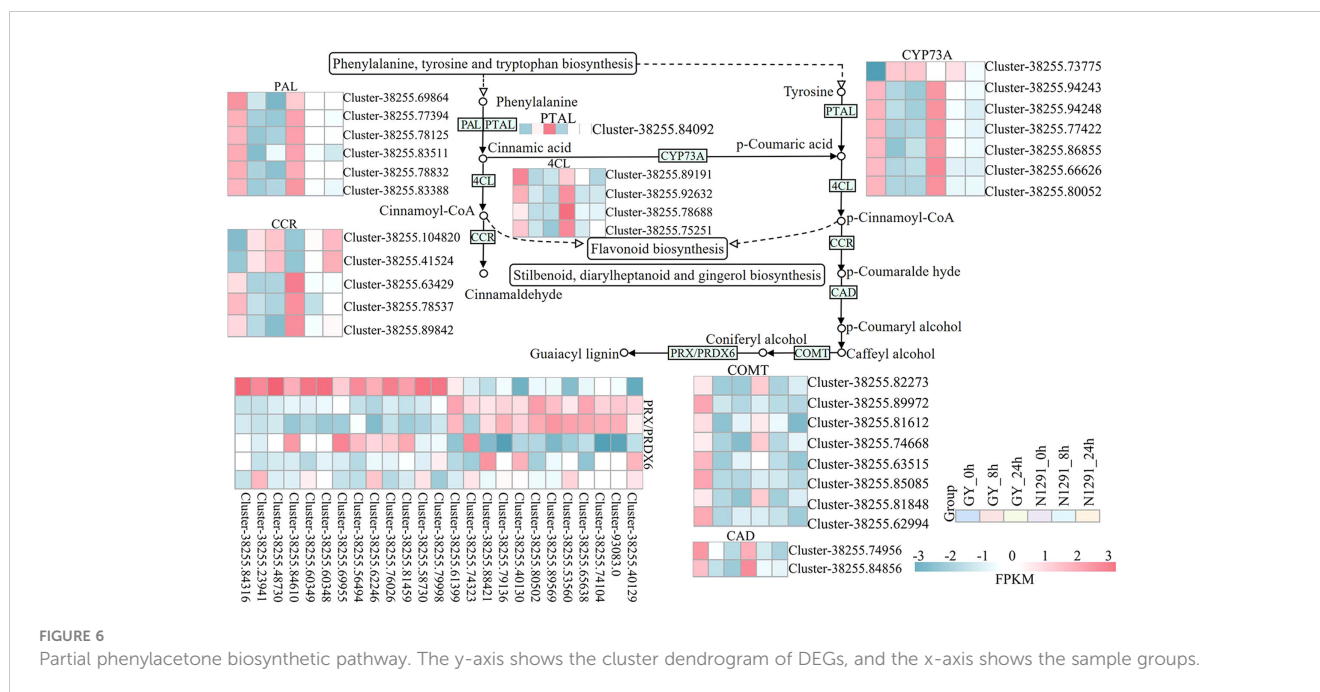 Phenylalanine, tyrosine and tryptophan biosynthesis
PAL
Cluster-38255.69864
Cluster-38255.77394
Cluster-38255.78125
Cluster-38255.83511
Cluster-38255.78832
Cluster-38255.83388
Phenylalanine
PAL PTAL
PTAL
Cluster-38255.84092
Cinnamic acid
CYP73A
Tyrosine
PTAL
p-Coumaric acid
CYP73A
Cluster-38255.73775
Cluster-38255.94243
Cluster-38255.94248
Cluster-38255.77422
Cluster-38255.86855
Cluster-38255.66626
Cluster-38255.80052
4CL
4CL
Cluster-38255.89191
Cluster-38255.92632
Cluster-38255.78688
Cluster-38255.75251
4CL
Cinnamoyl-CoA
p-Cinnamoyl-CoA
CCR
Cluster-38255.104820
Cluster-38255.41524
Cluster-38255.63429
Cluster-38255.78537
Cluster-38255.89842
CCR
Flavonoid biosynthesis
CCR
Stilbenoid, diarylheptanoid and gingerol biosynthesis
Cinnamaldehyde
p-Coumaralde hyde
CAD
p-Coumaryl alcohol
Guaiacyl lignin
PRX/PRDX6
Coniferyl alcohol
COMT
Caffeyl alcohol
PRX/PRDX6
Cluster-38255.84316
Cluster-38255.23941
Cluster-38255.48730
Cluster-38255.84610
Cluster-38255.60349
Cluster-38255.60348
Cluster-38255.69955
Cluster-38255.56494
Cluster-38255.62246
Cluster-38255.76026
Cluster-38255.81459
Cluster-38255.58730
Cluster-38255.79998
Cluster-38255.61399
Cluster-38255.74323
Cluster-38255.88421
Cluster-38255.79136
Cluster-38255.40130
Cluster-38255.80502
Cluster-38255.89569
Cluster-38255.53560
Cluster-38255.65638
Cluster-38255.74104
Cluster-93083.0
Cluster-38255.40129
COMT
Cluster-38255.82273
Cluster-38255.89972
Cluster-38255.81612
Cluster-38255.74668
Cluster-38255.63515
Cluster-38255.85085
Cluster-38255.81848
Cluster-38255.62994
CAD
Cluster-38255.74956
Cluster-38255.84856
Group
GY_0h
GY_8h
GY_24h
N1291_0h
N1291_8h
N1291_24h
-3 -2 -1 0 1 2 3
FPKM
FIGURE 6
Partial phenylacetone biosynthetic pathway. The y-axis shows the cluster dendrogram of DEGs, and the x-axis shows the sample groups.